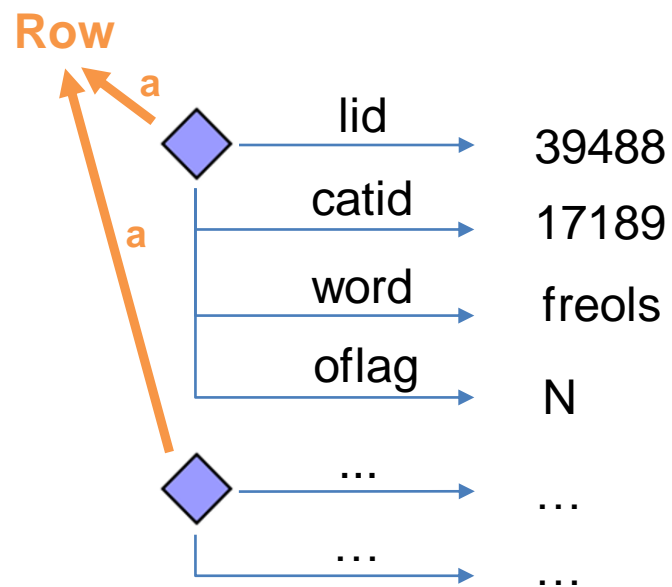 Row
a
lid
39488
catid
17189
a
word
freols
oflag
N
...
...
...
...